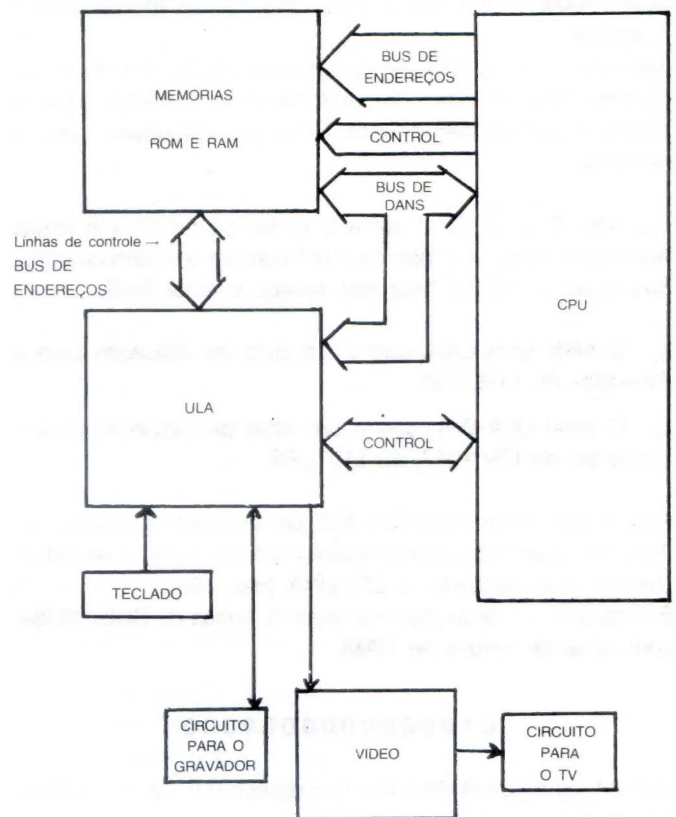 BUS DE
ENDEREÇOS
MEMORIAS
ROM E RAM
CONTROL
BUS DE
DANS
Linhas de controle →
BUS DE
ENDEREÇOS
CPU
ULA
CONTROL
TECLADO
CIRCUITO
PARA O
GRAVADOR
VIDEO
CIRCUITO
PARA
O TV